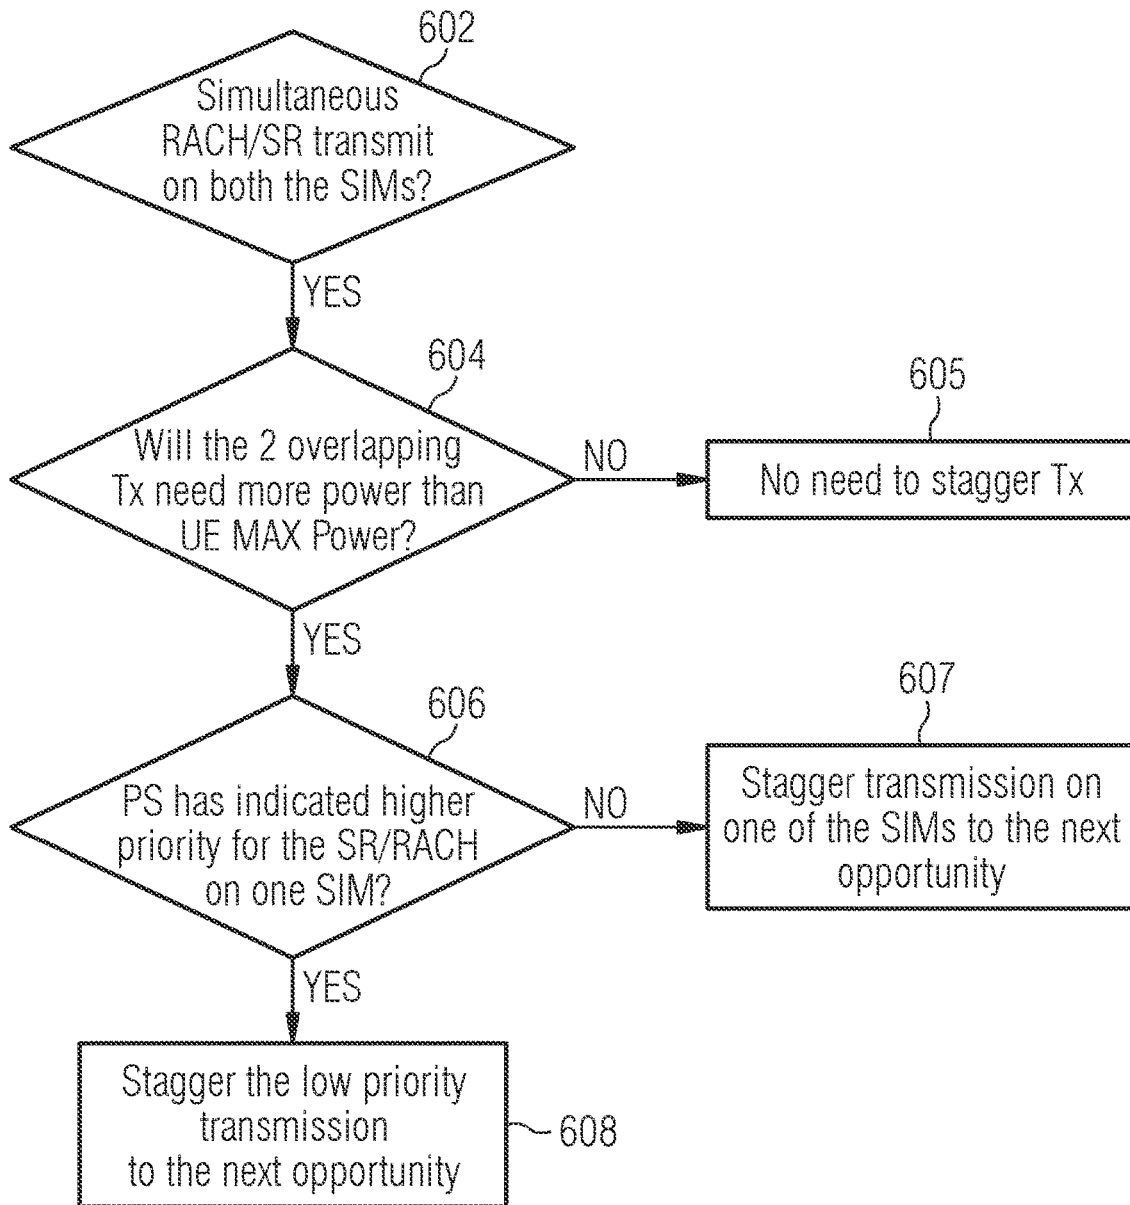 602
Simultaneous
RACH/SR transmit
on both the SIMs?
YES
604
Will the 2 overlapping
Tx need more power than
UE MAX Power?
NO
605
No need to stagger Tx
YES
606
PS has indicated higher
priority for the SR/RACH
on one SIM?
NO
607
Stagger transmission on
one of the SIMs to the next
opportunity
YES
Stagger the low priority
transmission
to the next opportunity
608